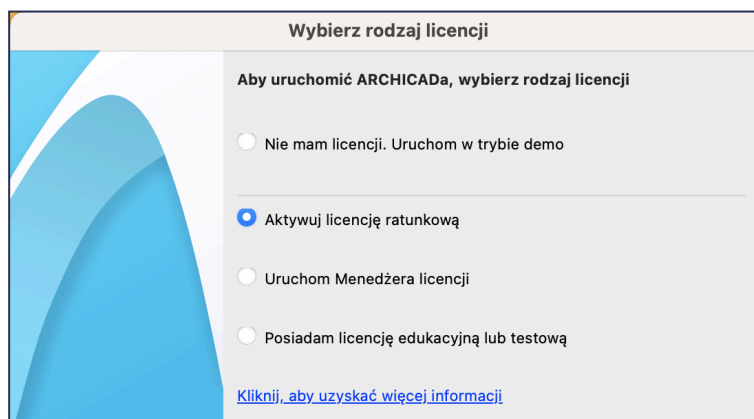 Wybierz rodzaj licencji
Aby uruchomić ARCHICADa, wybierz rodzaj licencji
Nie mam licencji. Uruchom w trybie demo
Aktywuj licencję ratunkową
Uruchom Menedżera licencji
Posiadam licencję edukacyjną lub testową
Kliknij, aby uzyskać więcej informacji